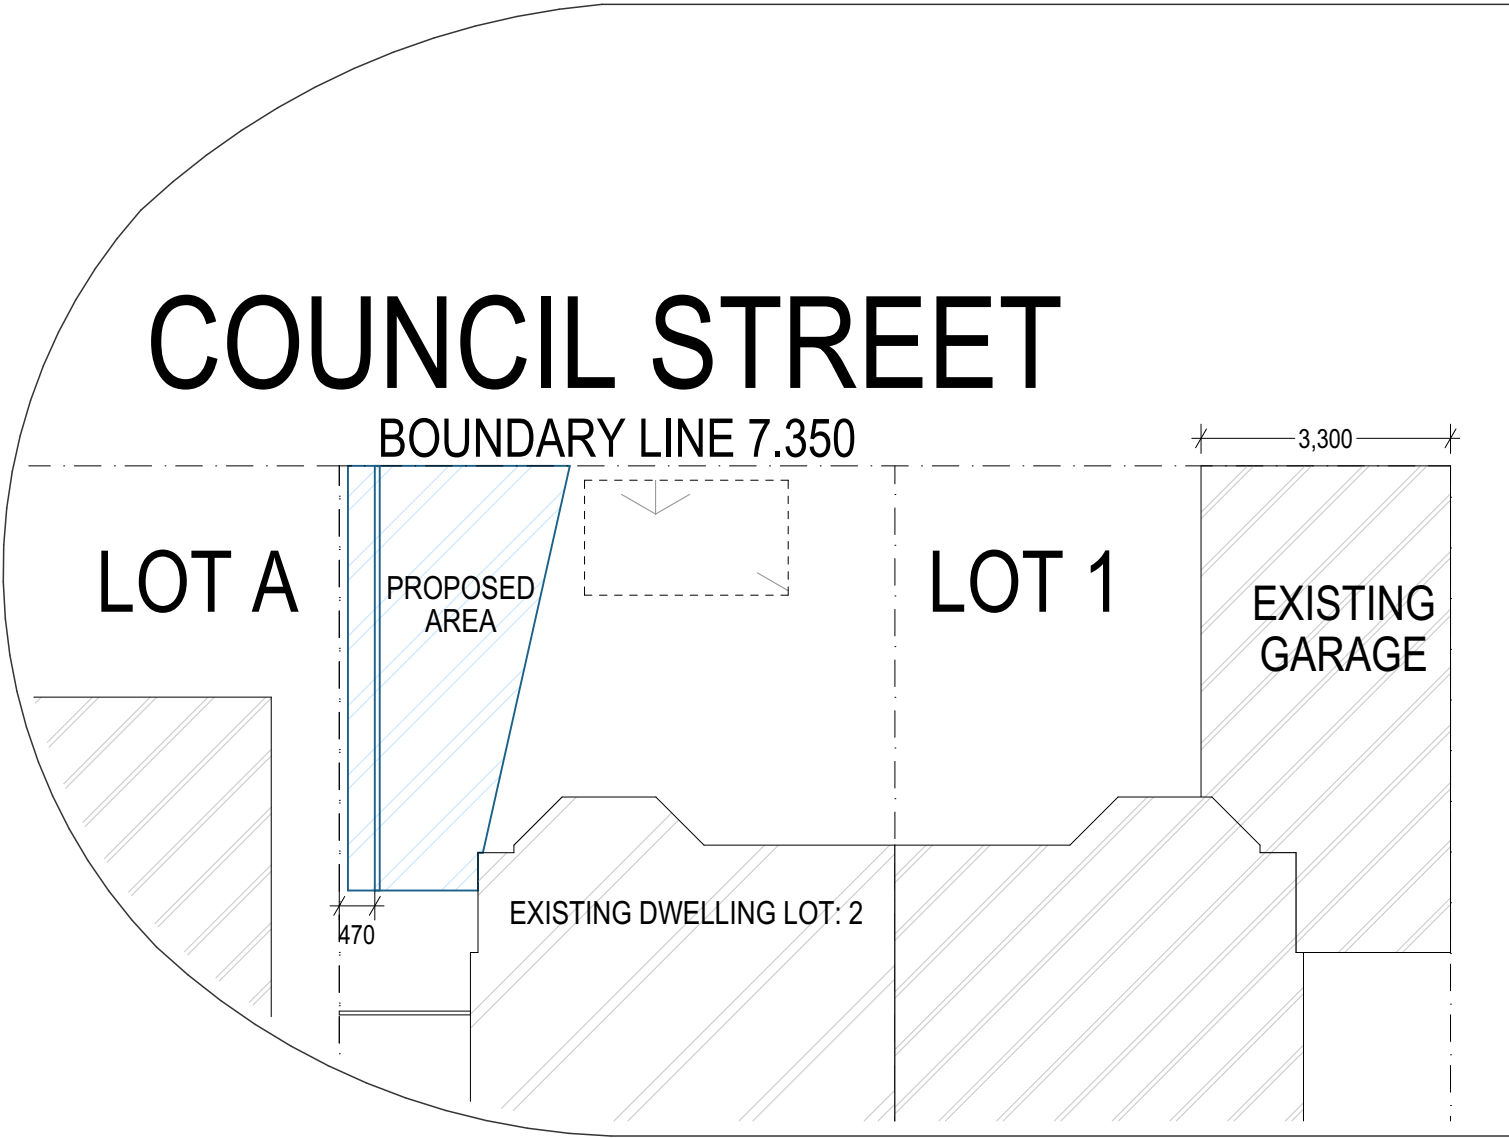 COUNCIL STREET
BOUNDARY LINE 7.350
3,300
LOT A
PROPOSED
AREA
LOT 1
EXISTING
GARAGE
EXISTING DWELLING LOT: 2
470